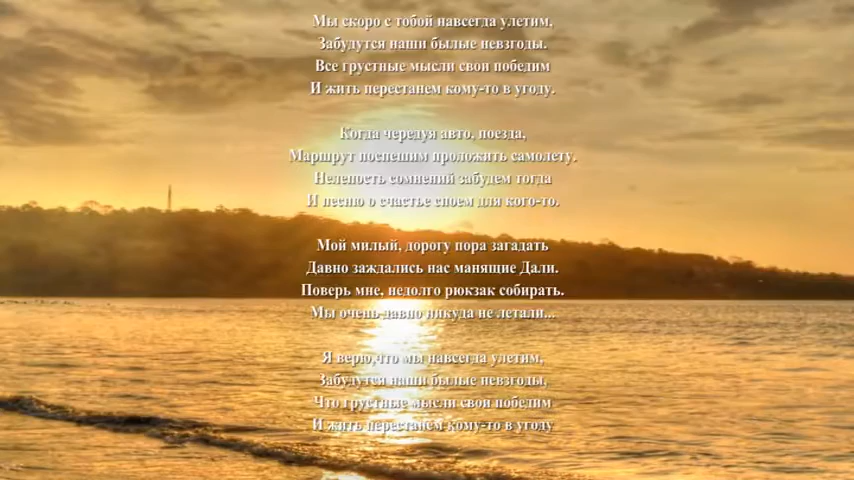 Мы скоро с тобой навсегда улетим,
Забудутся наши былые невзгоды.
Все грустные мысли свои победим
И жить перестанем кому-то в угоду.
Когда чередуя авто, поезда,
Маршрут поспешим проложить самолету.
Нелепость сомнений забудем тогда
И песню о счастье споем для кого-то.
Мой милый, дорогу пора загадать
Давно заждались нас манящие Дали.
Поверь мне, недолго рюкзак собирать.
Мы очень давно никуда не летали...
Я верю,что мы навсегда улетим,
Забудутся наши былые невзгоды,
Что грустные мысли свои победим
И жить перестанем кому-то в угоду